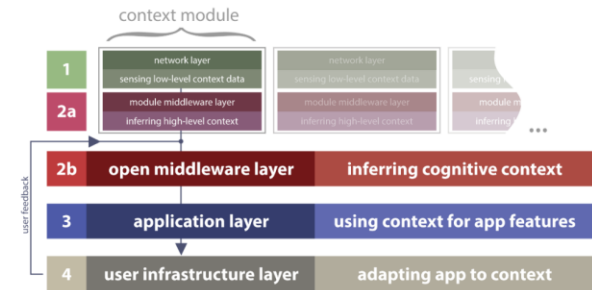 context module
1
network layer
sensing low-level context data
network layer
sensing low-level context data
2a
module middleware layer
inferring high-level context
module middleware layer
inferring high-level context
...
user feedback
2b open middleware layer inferring cognitive context
3 application layer using context for app features
4 user infrastructure layer adapting app to context